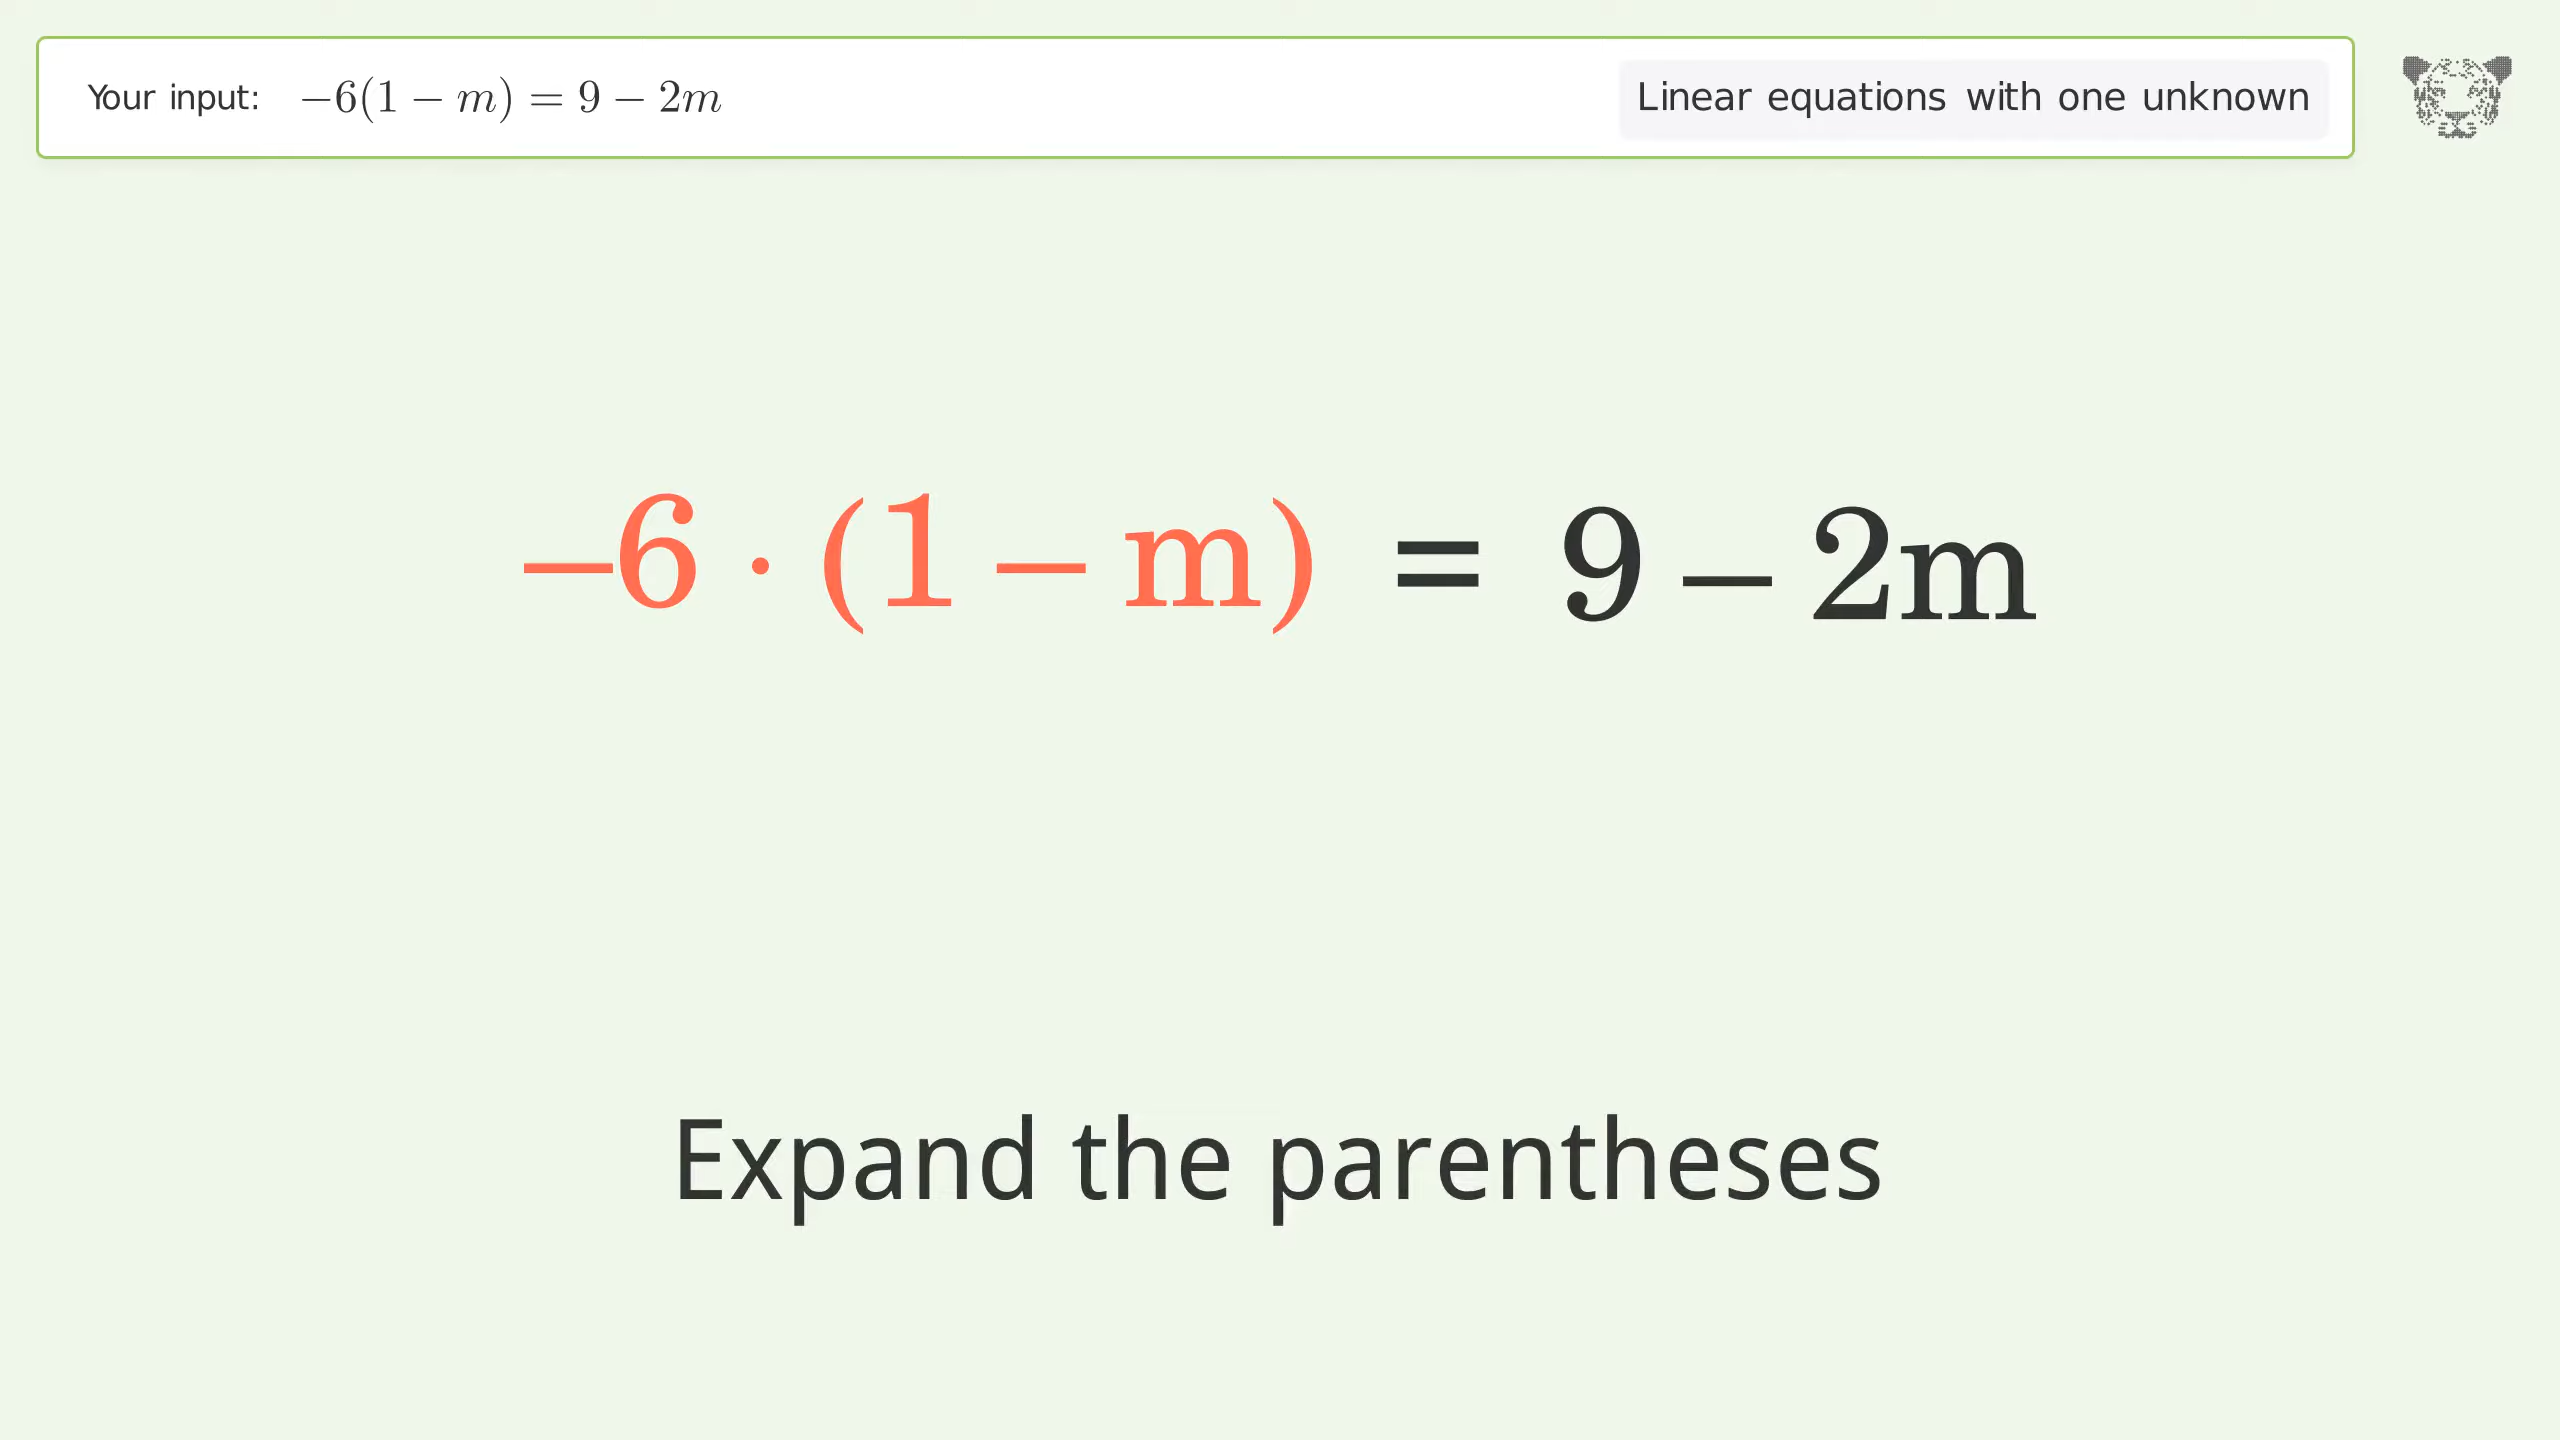 Your input: −6(1 − m) = 9 − 2m
Linear equations with one unknown
−6 · (1 − m) = 9 − 2m
Expand the parentheses